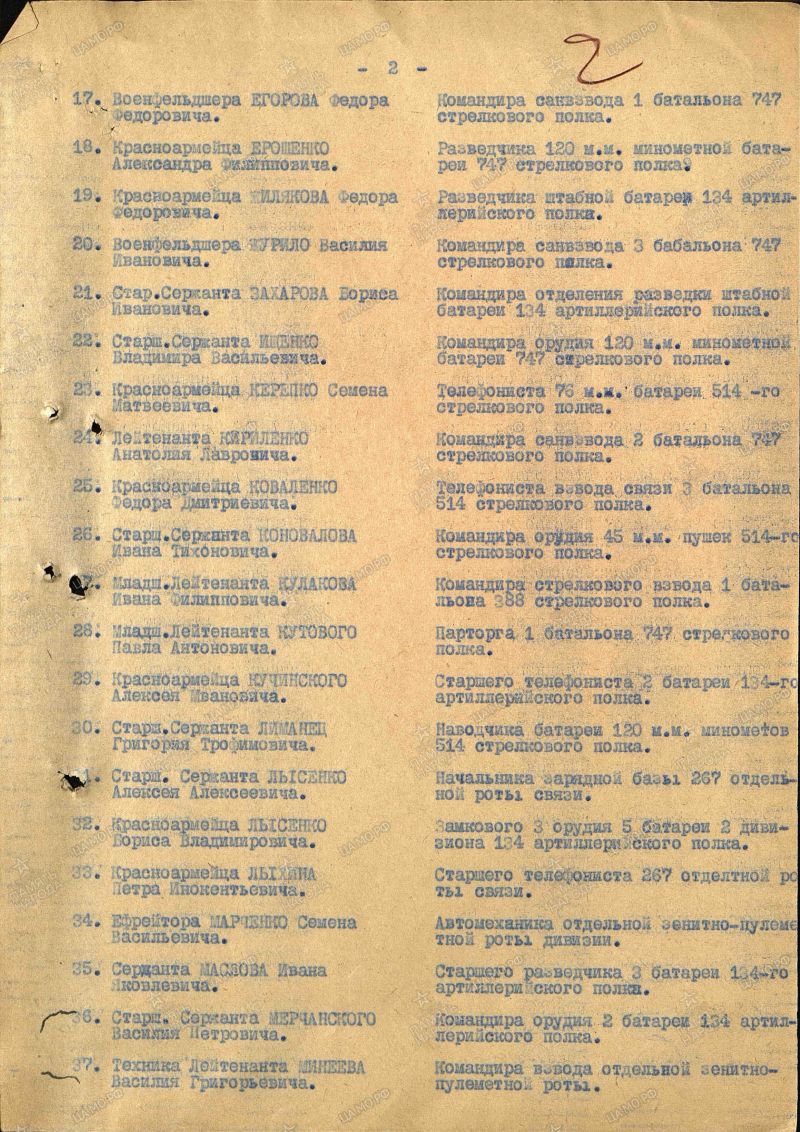 - 2 -
2
17. Военфельдшера ЕГОРОВА Федора Командира санвзвода 1 батальона 747
Федоровича. стрелкового полка.
18. Красноармейца ЕРОШЕНКО Разведчика 120 м.м. минометной бата-
Александра Филипповича. реи 747 стрелкового полка.
19. Красноармейца ЖИЛЯКОВА Федора Разведчика штабной батареи 134 артил-
Федоровича. лерийского полка.
20. Военфельдшера ЖУРИЛО Василия Командира санвзвода 3 бабальона 747
Ивановича. стрелкового полка.
21. Стар.Сержанта ЗАХАРОВА Бориса Командира отделения разведки штабной
Ивановича. батареи 134 артиллерийского полка.
22. Старш.Сержанта ИЩЕНКО Командира орудия 120 м.м. минометной
Владимира Васильевича. батареи 747 стрелкового полка.
23. Красноармейца КЕРЕПКО Семена Телефониста 76 м.м. батареи 514 -го
Матвеевича. стрелкового полка.
24. Лейтенанта КИРИЛЕНКО Командира санвзвода 2 батальона 747
Анатолия Лавровича. стрелкового полка.
25. Красноармейца КОВАЛЕНКО Телефониста взвода связи 3 батальона
Федора Дмитриевича. 514 стрелкового полка.
26. Старш.Сержанта КОНОВАЛОВА Командира орудия 45 м.м. пушек 514-го
Ивана Тихоновича. стрелкового полка.
27. Младш.Лейтенанта КУЛАКОВА Командира стрелкового взвода 1 бата-
Ивана Филипповича. льона 388 стрелкового полка.
28. Младш.Лейтенанта КУТОВОГО Парторга 1 батальона 747 стрелкового
Павла Антоновича. полка.
29. Красноармейца КУЧИНСКОГО Старшего телефониста 2 батареи 134-го
Алексея Ивановича. артиллерийского полка.
30. Старш.Сержанта ЛИМАНЕЦ Наводчика батареи 120 м.м. минометов
Григория Трофимовича. 514 стрелкового полка.
31. Старш. Сержанта ЛЫСЕНКО Начальника зарядной базы 267 отдель-
Алексея Алексеевича. ной роты связи.
32. Красноармейца ЛЫСЕНКО Замкового 3 орудия 5 батареи 2 диви-
Бориса Владимировича. зиона 134 артиллерийского полка.
33. Красноармейца ЛЫХИНА Старшего телефониста 267 отделтной ро
Петра Инокентьевича. ты связи.
34. Ефрейтора МАРЧЕНКО Семена Автомеханика отдельной зенитно-пулеме
Васильевича. тной роты дивизии.
35. Сержанта МАСЛОВА Ивана Старшего разведчика 3 батареи 134-го
Яковлевича. артиллерийского полка.
36. Старш. Сержанта МЕРЧАНСКОГО Командира орудия 2 батареи 134 артил-
Василия Петровича. лерийского полка.
37. Техника Лейтенанта МИНЕЕВА Командира взвода отдельной зенитно-
Василия Григорьевича. пулеметной роты.